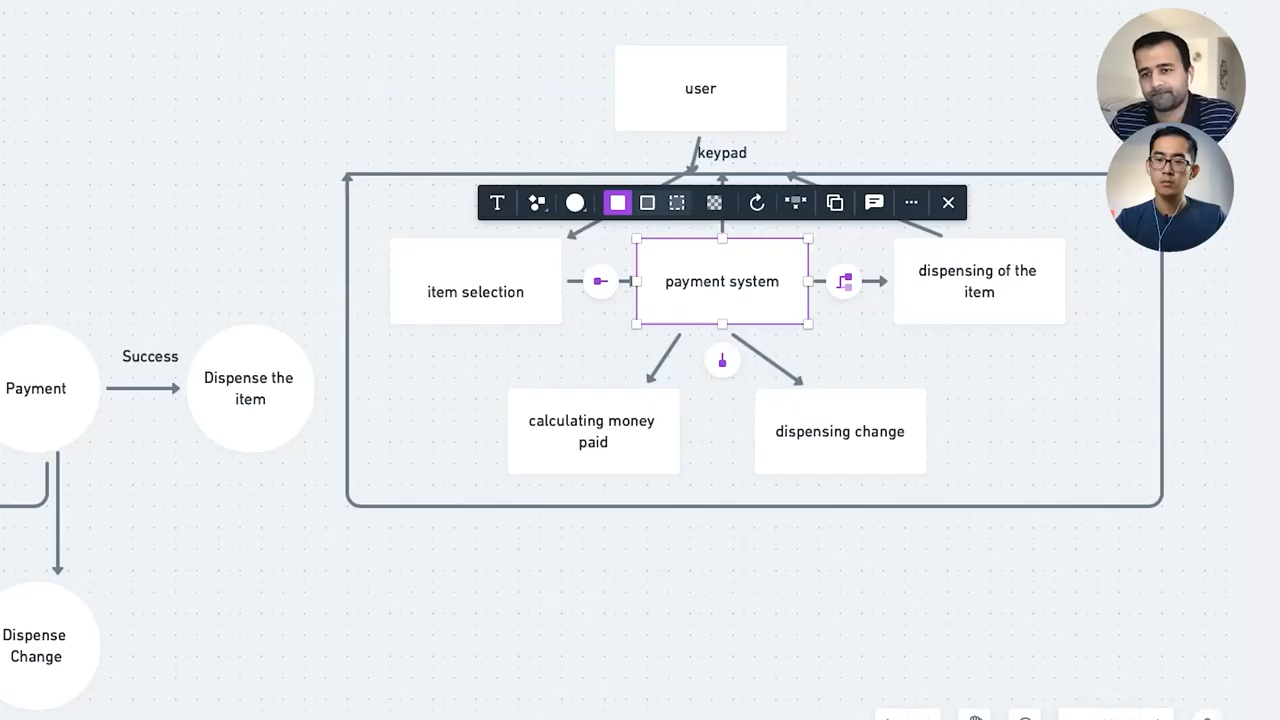 user
keypad
T
item selection
payment system
dispensing of the
item
Success
Payment
Dispense the
item
calculating money
paid
dispensing change
Dispense
Change